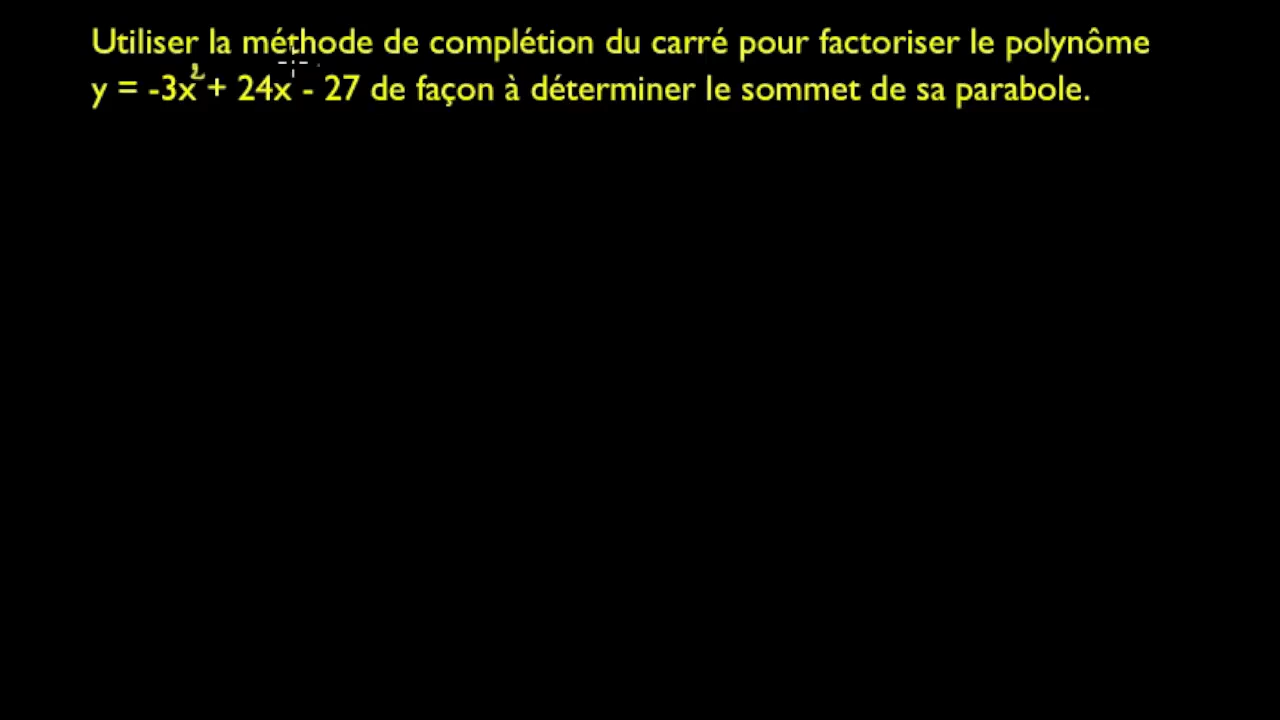 Utiliser la méthode de complétion du carré pour factoriser le polynôme
y = -3x² + 24x - 27 de façon à déterminer le sommet de sa parabole.